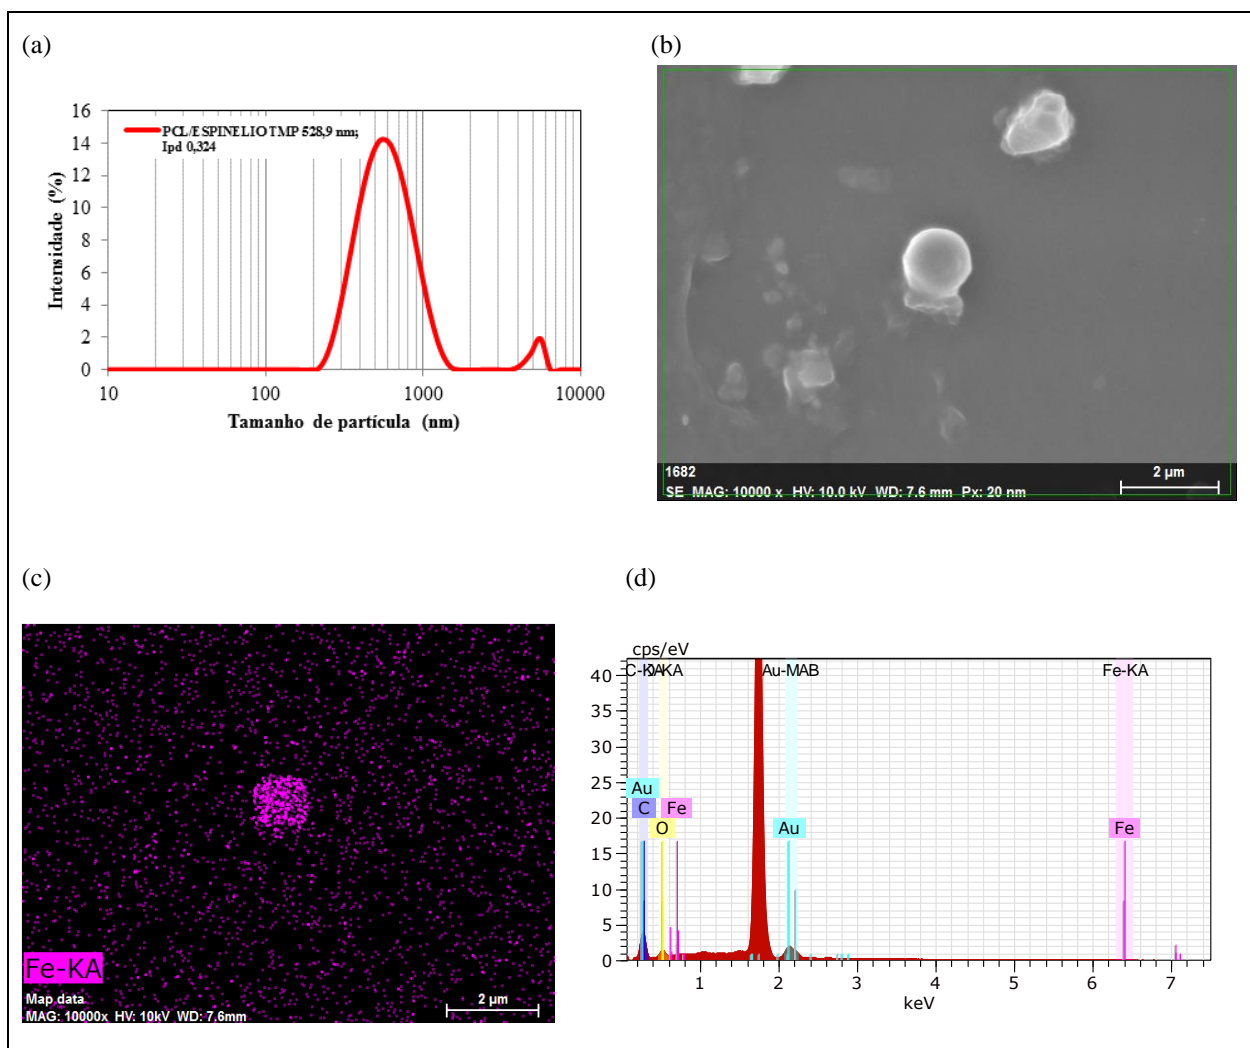 (a)
(b)
16
14
12
10
8
6
4
2
0
Intensidade (%)
PCL/ESPINELIO TMP 528,9 nm;
Ipd 0,324
10
100
1000
10000
Tamanho de partícula (nm)
1682
2 µm
SE MAG: 10000 x HV: 10.0 kV WD: 7.6 mm Px: 20 nm
(c)
(d)
Fe-KA
Map data
MAG: 10000x HV: 10kV WD: 7,6mm
2 µm
cps/eV
C-KA
KA
Au-MAB
Fe-KA
40
35
30
25
20
15
10
5
0
Au
C
Fe
O
Au
Fe
1
2
3
4
5
6
7
keV